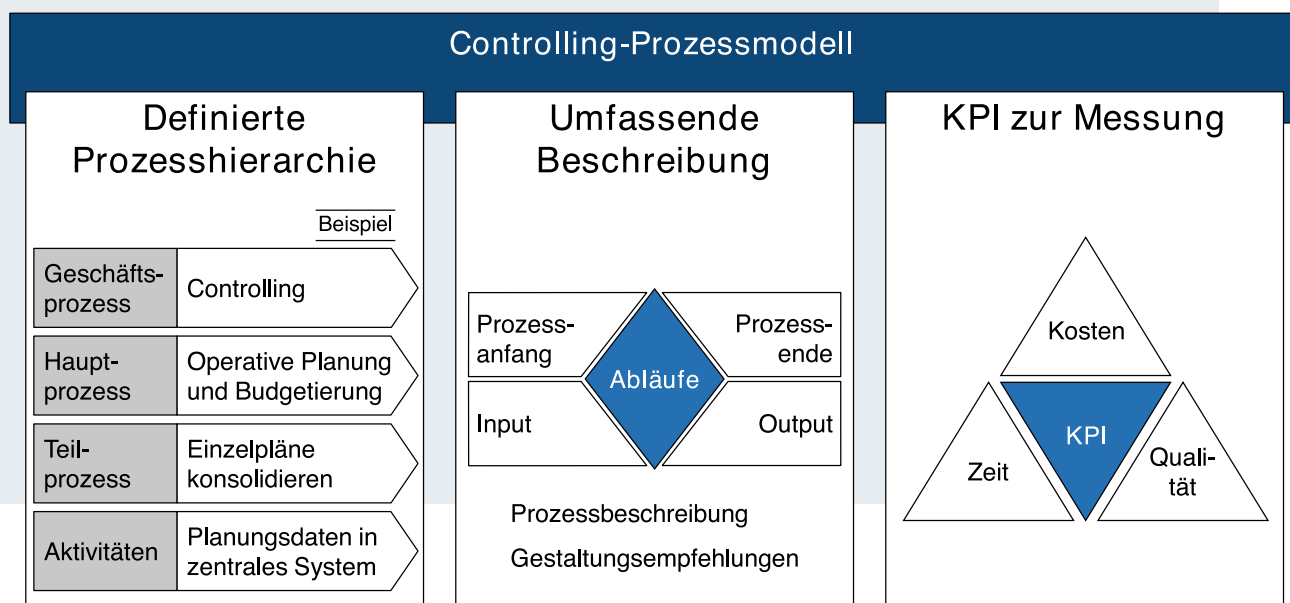 Controlling-Prozessmodell
Definierte
Prozesshierarchie
Beispiel
Geschäfts-
prozess
Controlling
Haupt-
prozess
Operative Planung
und Budgetierung
Teil-
prozess
Einzelpläne
konsolidieren
Aktivitäten
Planungsdaten in
zentrales System
Umfassende
Beschreibung
Prozess-
anfang
Prozess-
ende
Abläufe
Input
Output
Prozessbeschreibung
Gestaltungsempfehlungen
KPI zur Messung
Kosten
KPI
Zeit
Quali-
tät